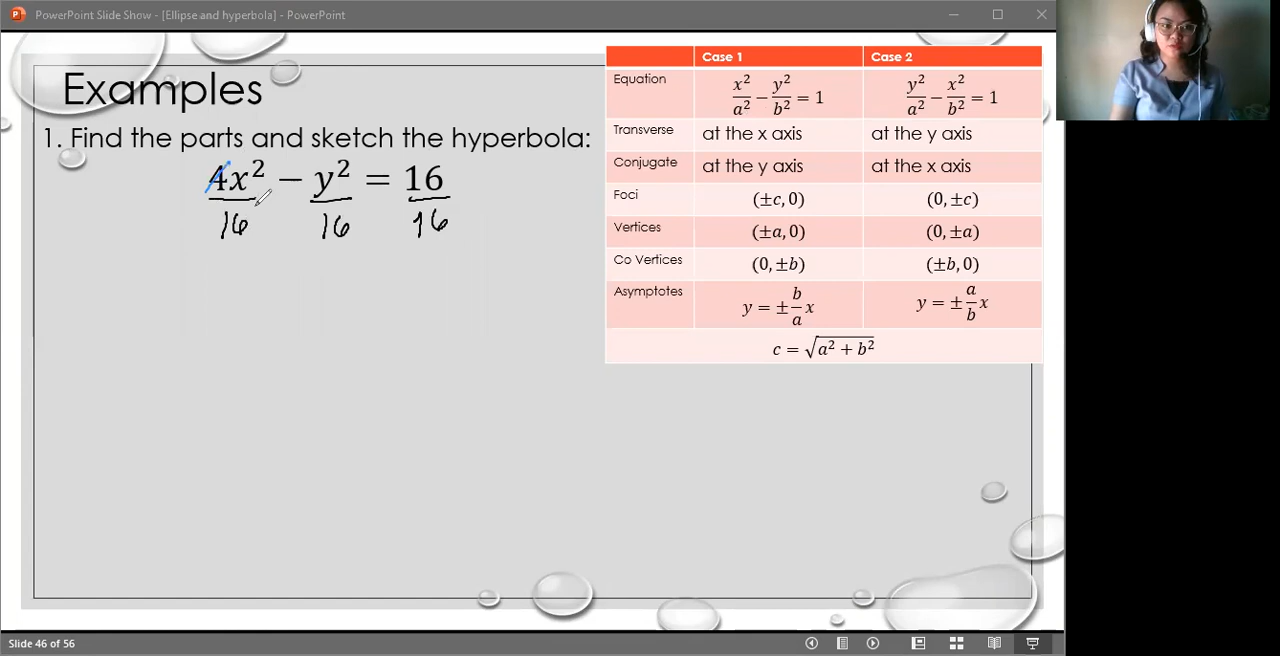 PowerPoint Slide Show - [Ellipse and hyperbola] - PowerPoint
Examples
1. Find the parts and sketch the hyperbola:
4x² − y² = 16
16 16 16
Case 1 Case 2
Equation x²/a² − y²/b² = 1 y²/a² − x²/b² = 1
Transverse at the x axis at the y axis
Conjugate at the y axis at the x axis
Foci (±c, 0) (0, ±c)
Vertices (±a, 0) (0, ±a)
Co Vertices (0, ±b) (±b, 0)
Asymptotes y = ± b/a x y = ± a/b x
c = √(a² + b²)
Slide 46 of 56